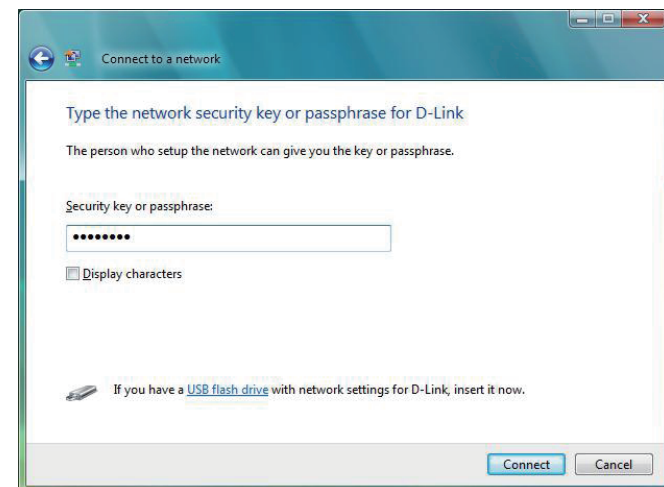 Connect to a network
Type the network security key or passphrase for D-Link
The person who setup the network can give you the key or passphrase.
Security key or passphrase:
••••••••
Display characters
If you have a USB flash drive with network settings for D-Link, insert it now.
Connect Cancel